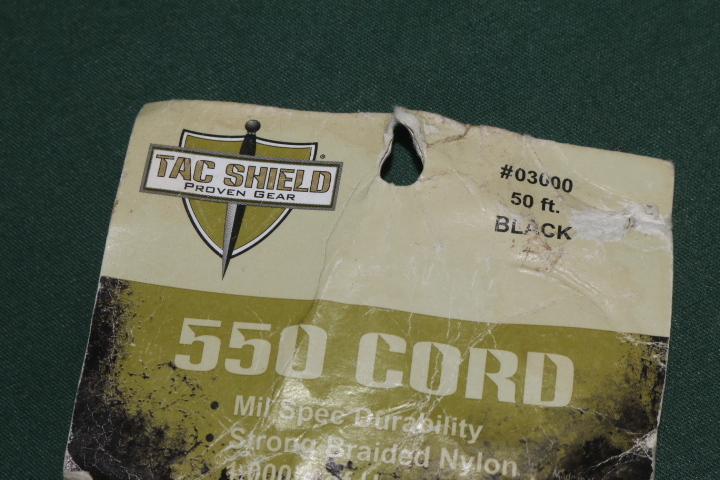 TAC SHIELD®
PROVEN GEAR
#03000
50 ft.
BLACK
550 CORD
• Mil Spec Durability
Strong Braided Nylon